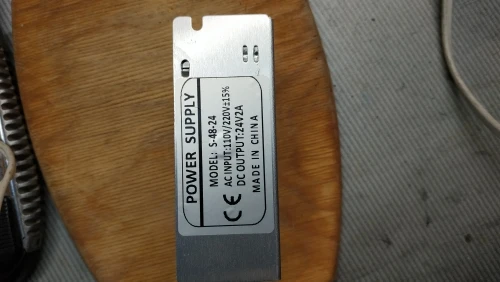 POWER SUPPLY
MODEL: S-48-24
AC INPUT:110V/220V±15%
DC OUTPUT:24V2A
CE MADE IN CHINA